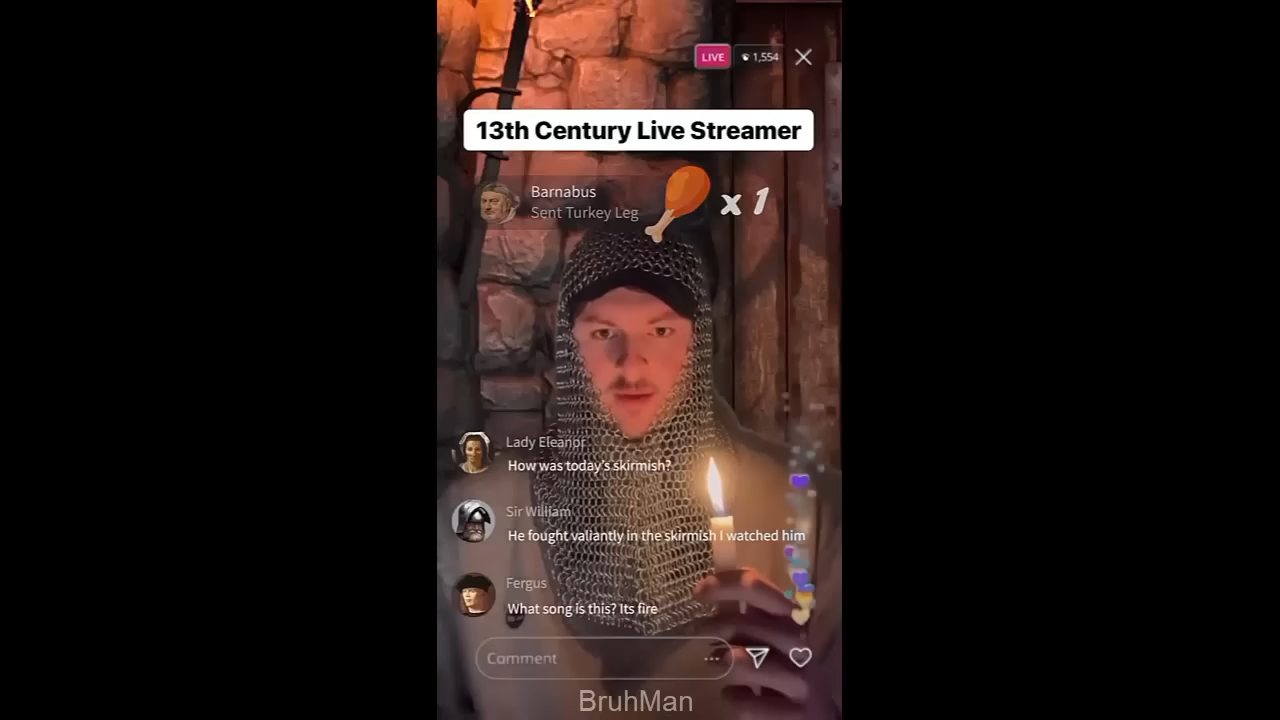 LIVE 1,554
13th Century Live Streamer
Barnabus
Sent Turkey Leg
x 1
Lady Eleanor
How was today's skirmish?
Sir William
He fought valiantly in the skirmish I watched him
Fergus
What song is this? Its fire
Comment
BruhMan